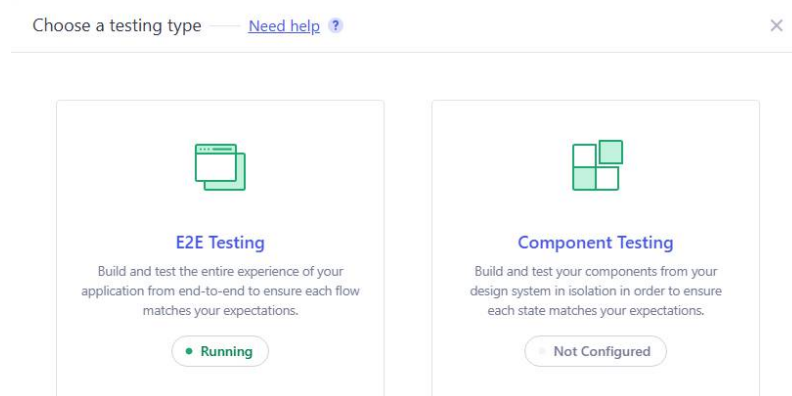 Choose a testing type Need help ?
E2E Testing
Build and test the entire experience of your
application from end-to-end to ensure each flow
matches your expectations.
Running
Component Testing
Build and test your components from your
design system in isolation in order to ensure
each state matches your expectations.
Not Configured